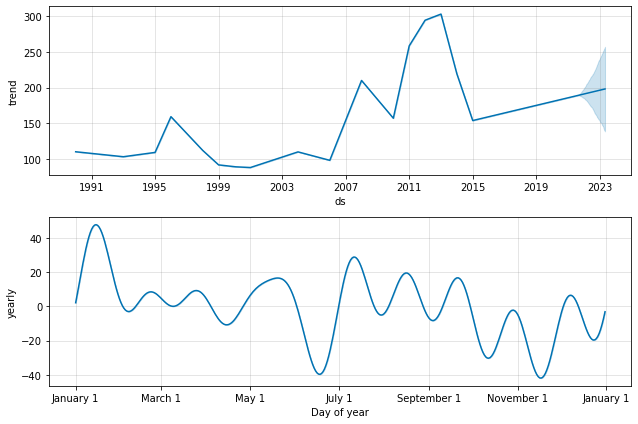 300
250
200
150
100
trend
1991 1995 1999 2003 2007 2011 2015 2019 2023
ds
40
20
0
−20
−40
yearly
January 1 March 1 May 1 July 1 September 1 November 1 January 1
Day of year